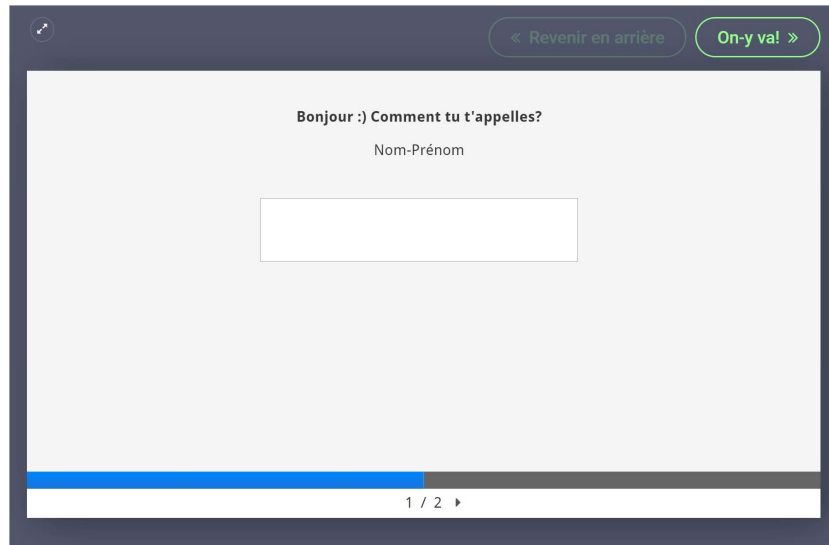 « Revenir en arrière
On-y va! »
Bonjour :) Comment tu t'appelles?
Nom-Prénom
1 / 2